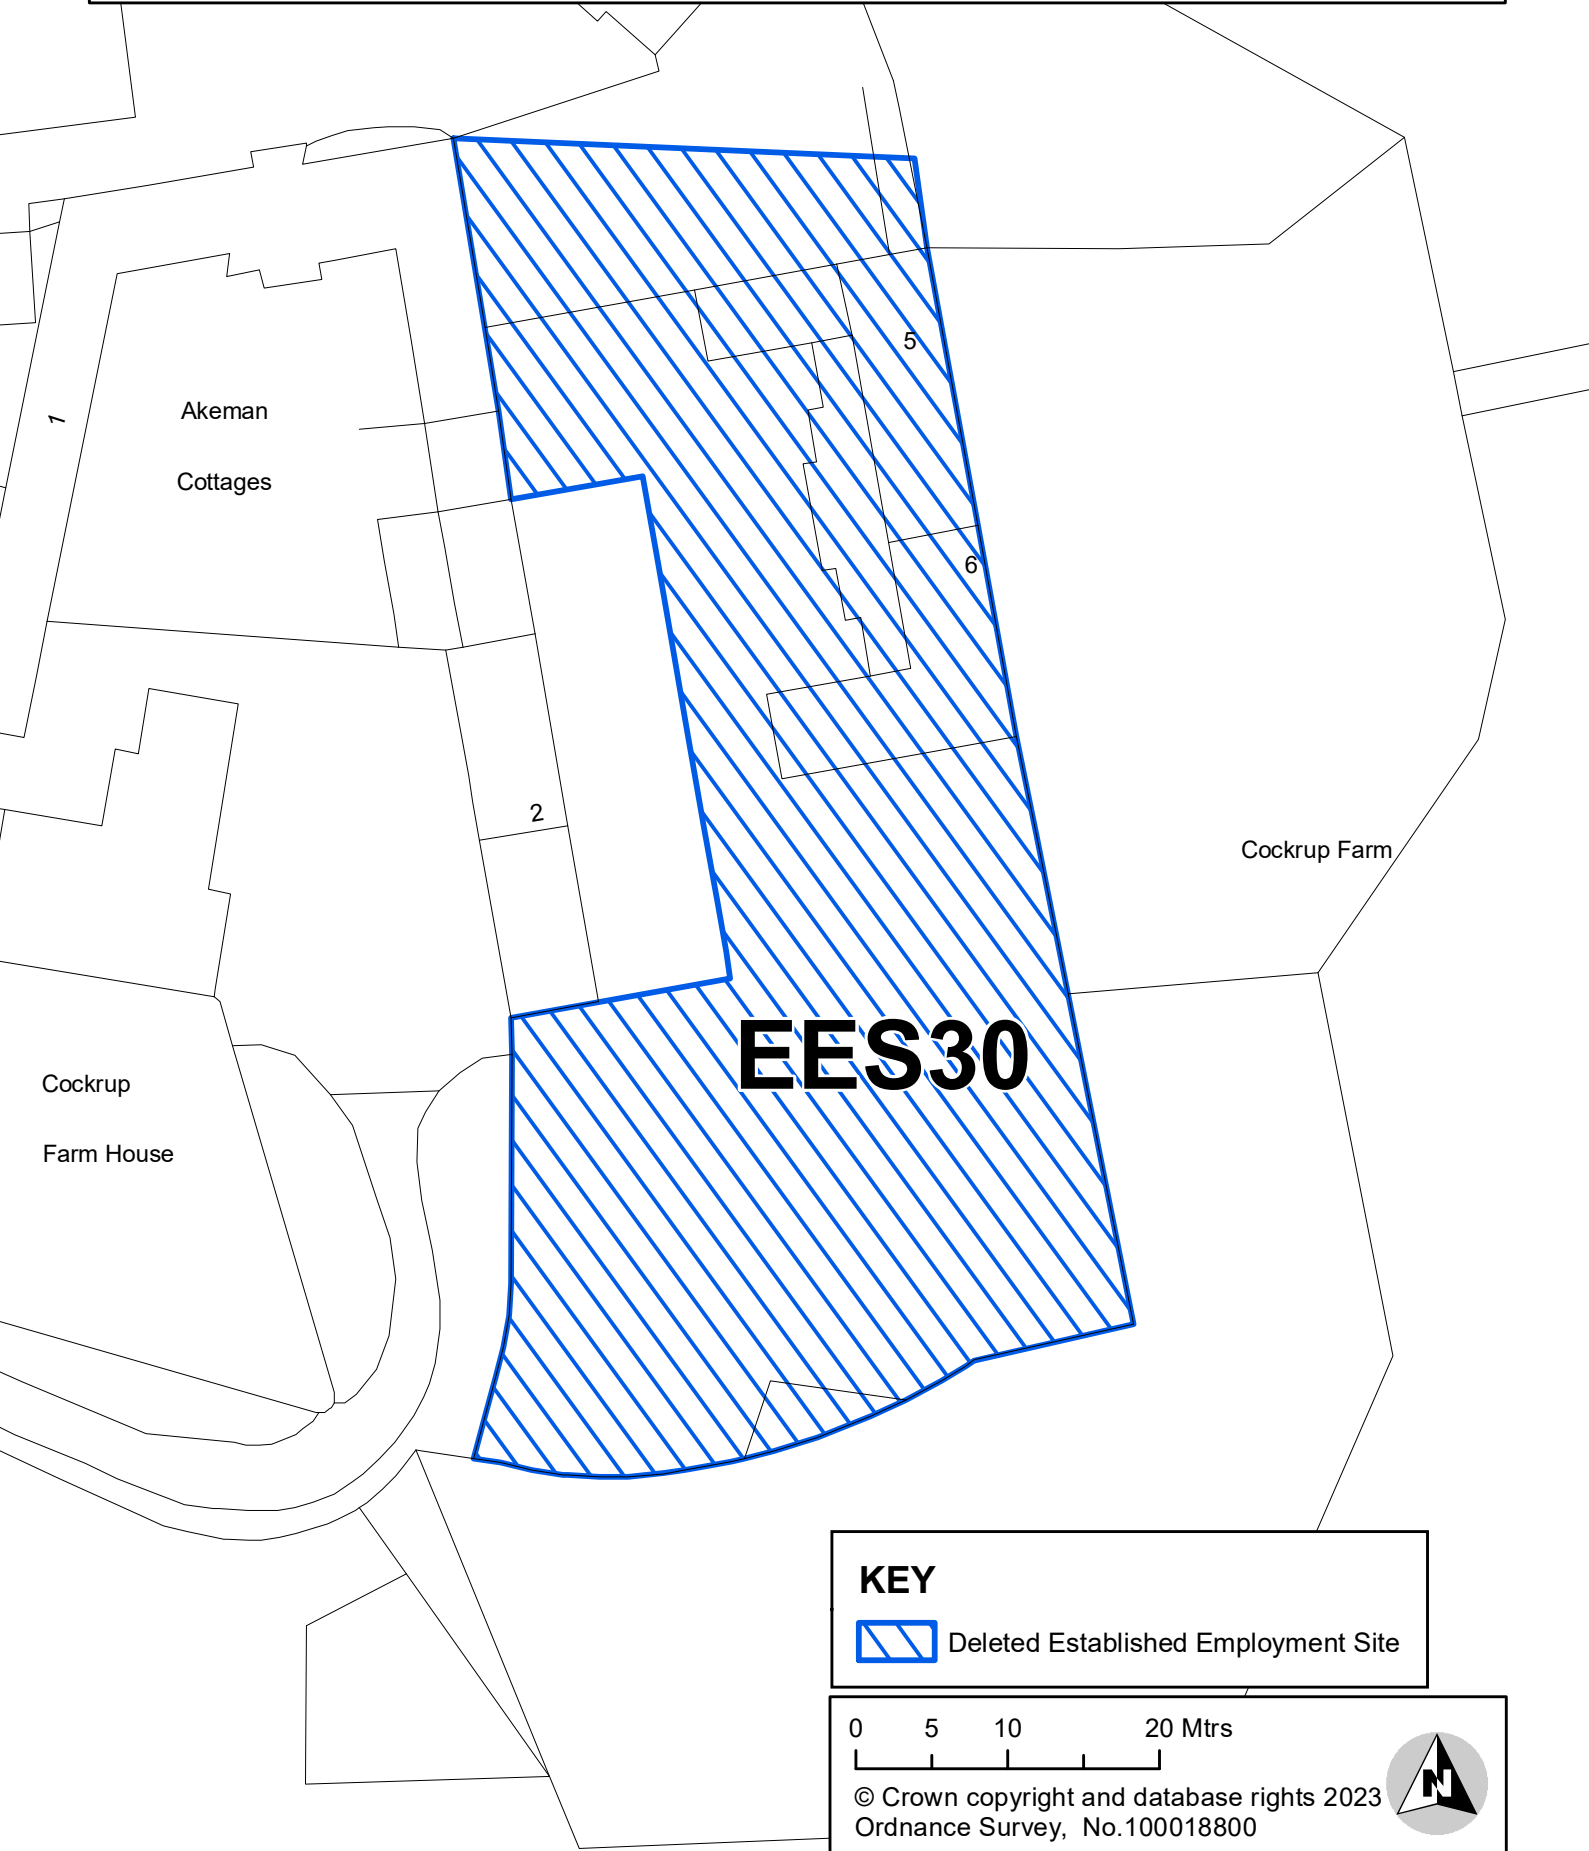 5
1
Akeman
Cottages
6
2
Cockrup Farm
EES30
Cockrup
Farm House
KEY
Deleted Established Employment Site
0 5 10 20 Mtrs
© Crown copyright and database rights 2023
Ordnance Survey, No.100018800
N